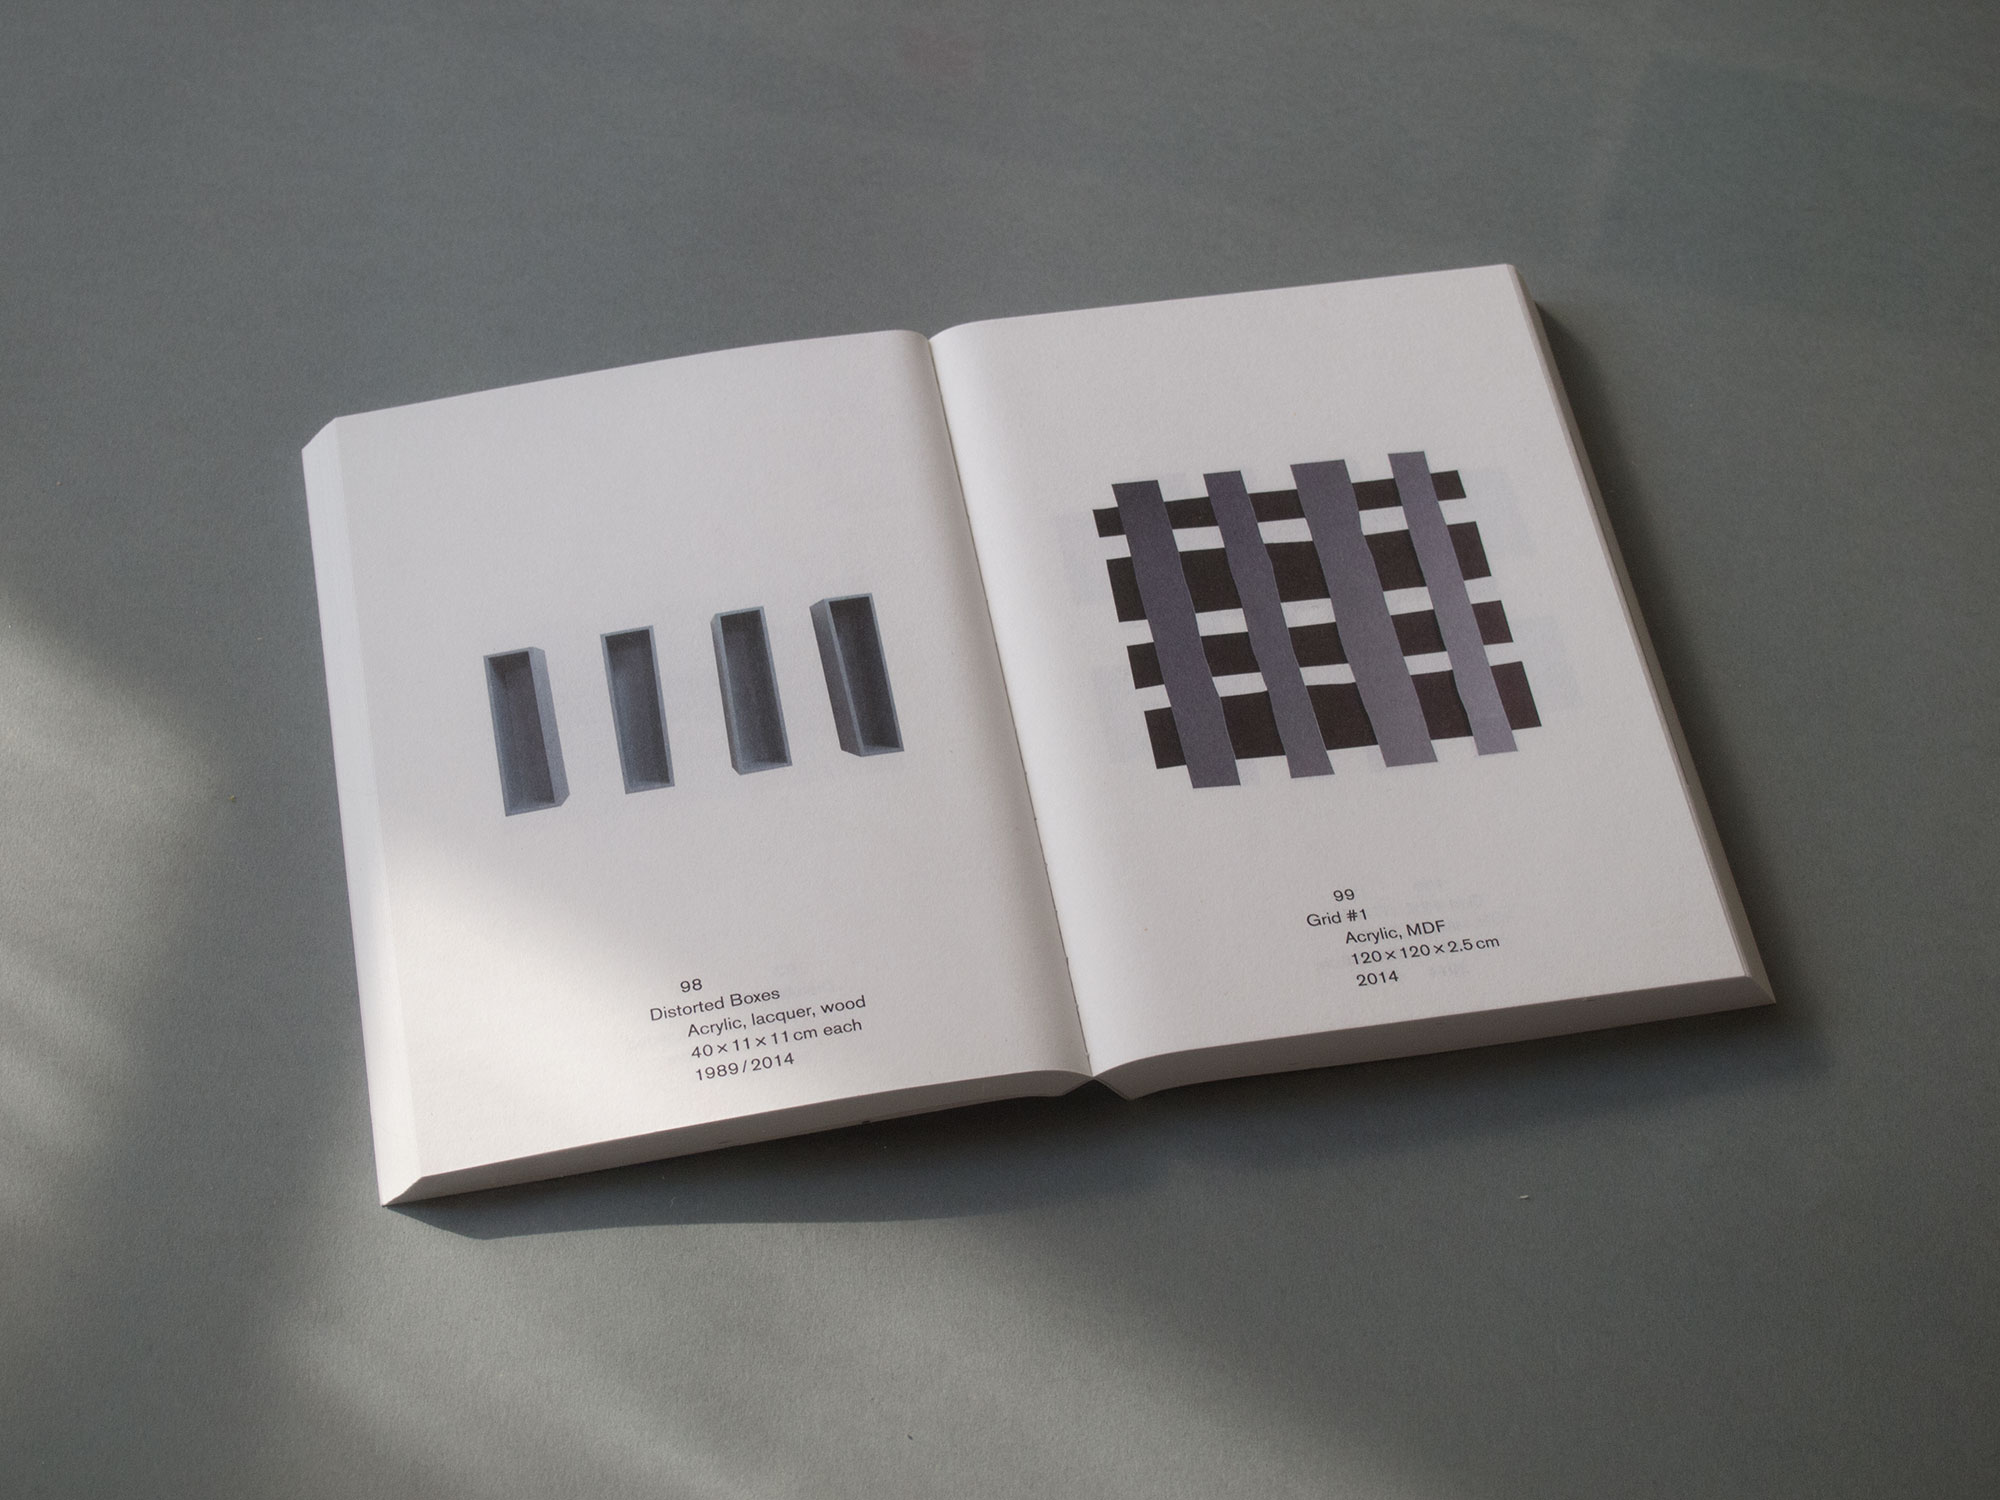 98
Distorted Boxes
Acrylic, lacquer, wood
40 × 11 × 11 cm each
1989 / 2014
99
Grid #1
Acrylic, MDF
120 × 120 × 2.5 cm
2014